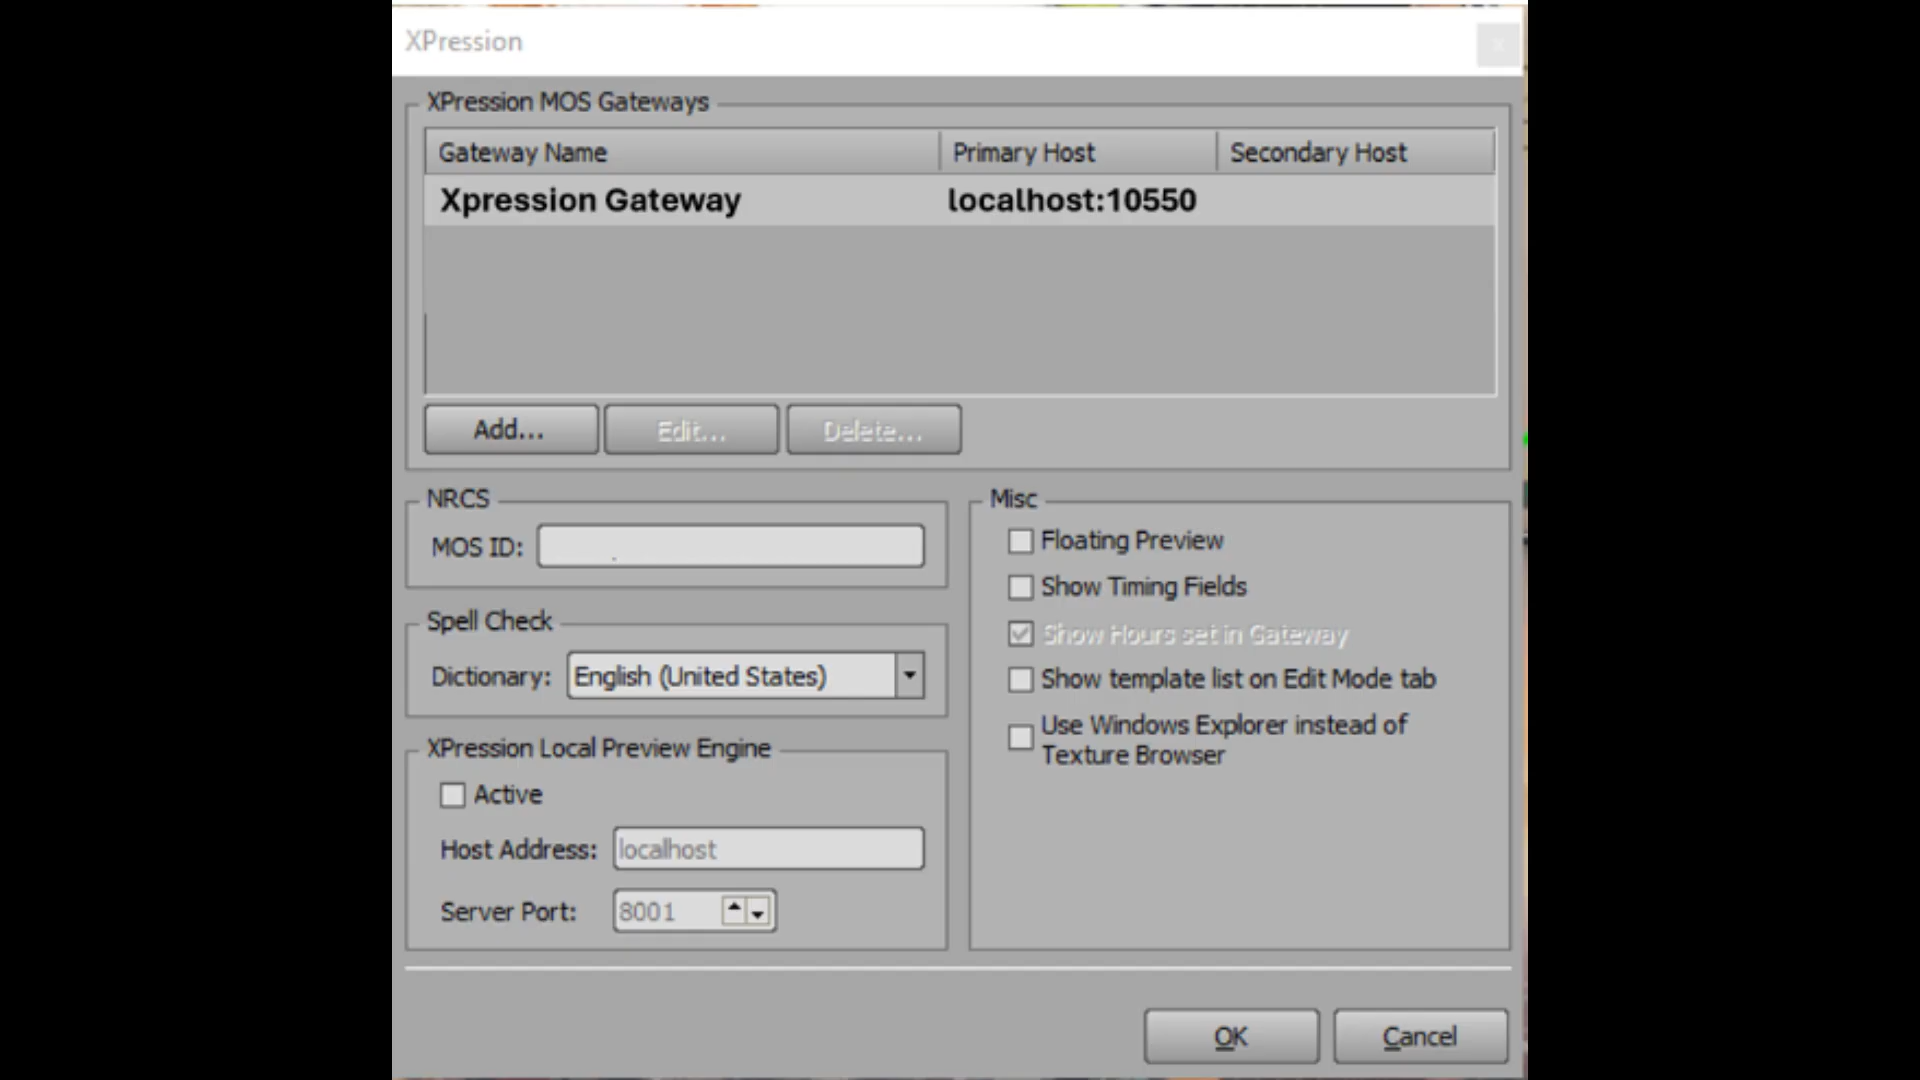 XPression
XPression MOS Gateways
Gateway Name Primary Host Secondary Host
Xpression Gateway localhost:10550
Add... Edit... Delete...
NRCS
MOS ID:
Spell Check
Dictionary: English (United States)
XPression Local Preview Engine
Active
Host Address: localhost
Server Port: 8001
Misc
Floating Preview
Show Timing Fields
Show Hours set in Gateway
Show template list on Edit Mode tab
Use Windows Explorer instead of
Texture Browser
OK Cancel